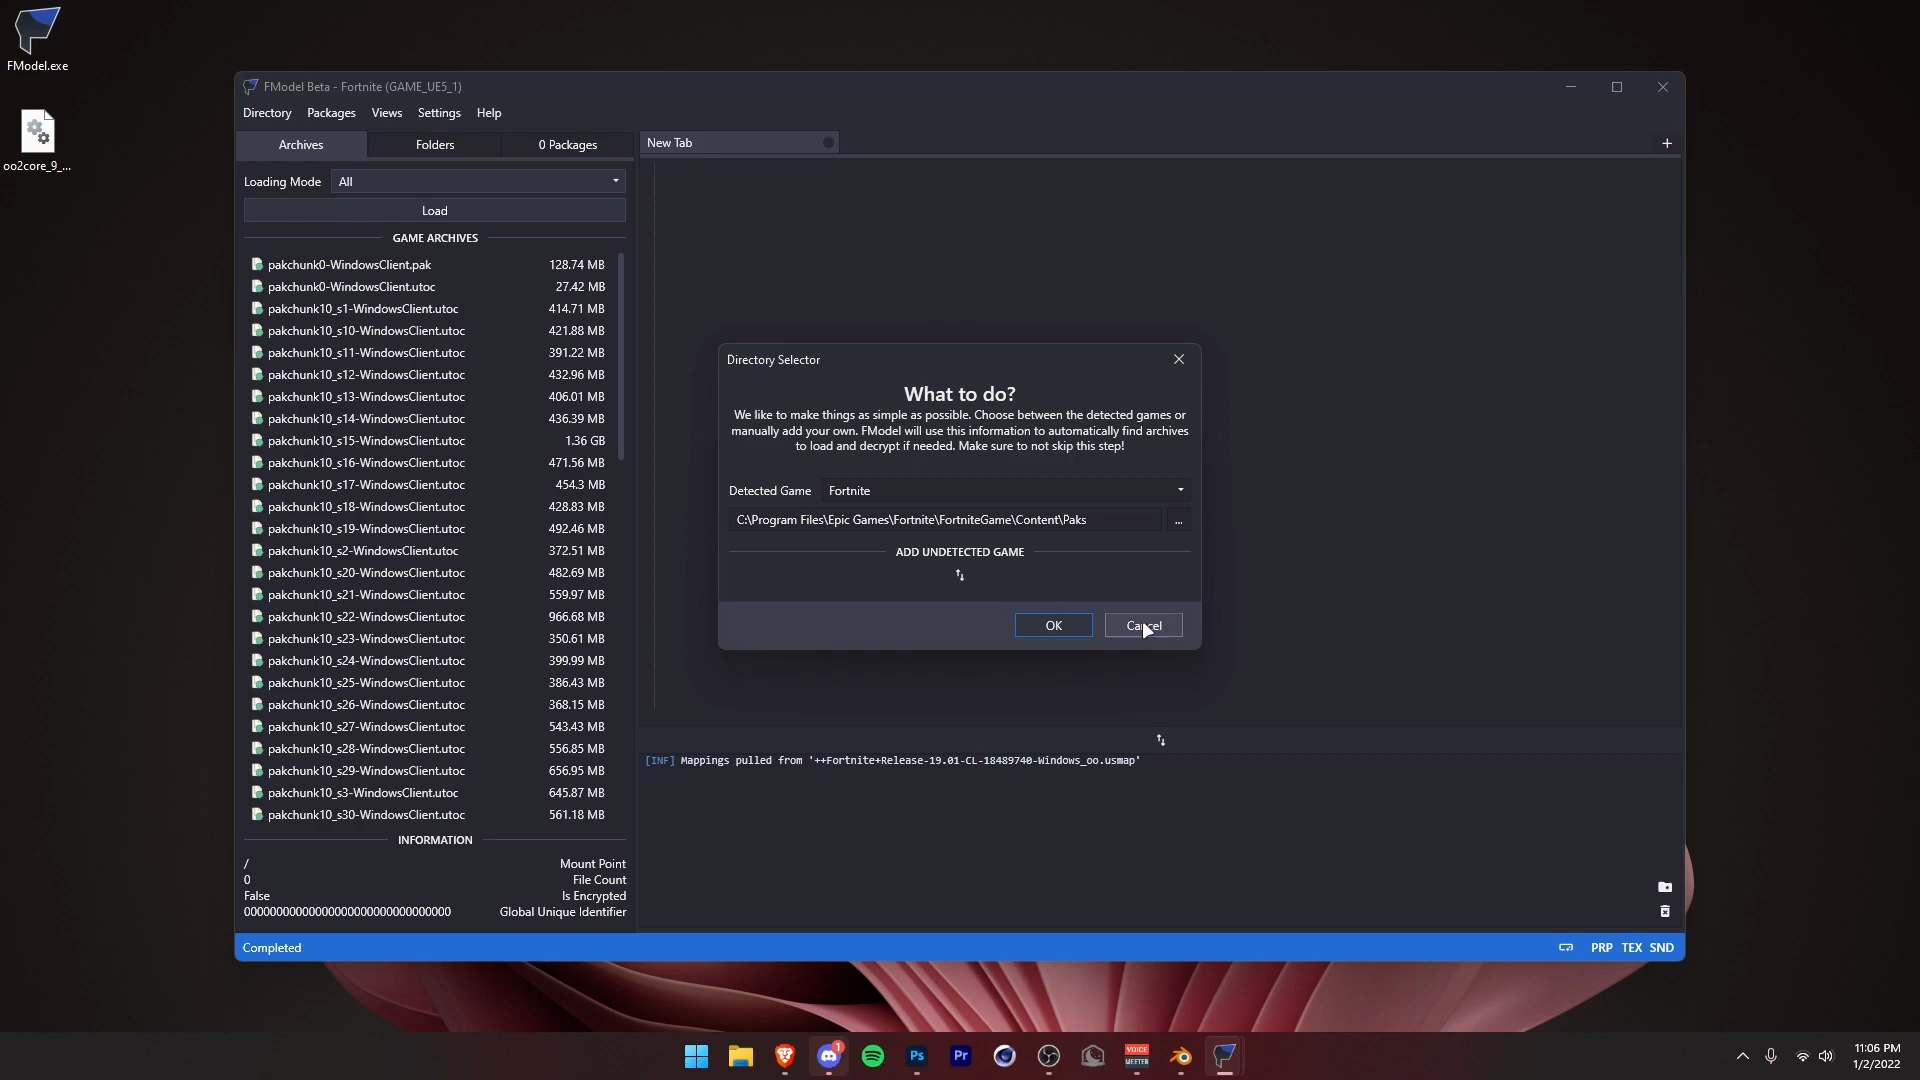 FModel.exe
oo2core_9_...
FModel Beta - Fortnite (GAME_UE5_1)
Directory Packages Views Settings Help
Archives Folders 0 Packages
Loading Mode All
Load
GAME ARCHIVES
pakchunk0-WindowsClient.pak 128.74 MB
pakchunk0-WindowsClient.utoc 27.42 MB
pakchunk10_s1-WindowsClient.utoc 414.71 MB
pakchunk10_s10-WindowsClient.utoc 421.88 MB
pakchunk10_s11-WindowsClient.utoc 391.22 MB
pakchunk10_s12-WindowsClient.utoc 432.96 MB
pakchunk10_s13-WindowsClient.utoc 406.01 MB
pakchunk10_s14-WindowsClient.utoc 436.39 MB
pakchunk10_s15-WindowsClient.utoc 1.36 GB
pakchunk10_s16-WindowsClient.utoc 471.56 MB
pakchunk10_s17-WindowsClient.utoc 454.3 MB
pakchunk10_s18-WindowsClient.utoc 428.83 MB
pakchunk10_s19-WindowsClient.utoc 492.46 MB
pakchunk10_s2-WindowsClient.utoc 372.51 MB
pakchunk10_s20-WindowsClient.utoc 482.69 MB
pakchunk10_s21-WindowsClient.utoc 559.97 MB
pakchunk10_s22-WindowsClient.utoc 966.68 MB
pakchunk10_s23-WindowsClient.utoc 350.61 MB
pakchunk10_s24-WindowsClient.utoc 399.99 MB
pakchunk10_s25-WindowsClient.utoc 386.43 MB
pakchunk10_s26-WindowsClient.utoc 368.15 MB
pakchunk10_s27-WindowsClient.utoc 543.43 MB
pakchunk10_s28-WindowsClient.utoc 556.85 MB
pakchunk10_s29-WindowsClient.utoc 656.95 MB
pakchunk10_s3-WindowsClient.utoc 645.87 MB
pakchunk10_s30-WindowsClient.utoc 561.18 MB
INFORMATION
/ Mount Point
0 File Count
False Is Encrypted
00000000000000000000000000000000 Global Unique Identifier
New Tab
+
Directory Selector
What to do?
We like to make things as simple as possible. Choose between the detected games or
manually add your own. FModel will use this information to automatically find archives
to load and decrypt if needed. Make sure to not skip this step!
Detected Game Fortnite
C:\Program Files\Epic Games\Fortnite\FortniteGame\Content\Paks ...
ADD UNDETECTED GAME
OK Cancel
[INF] Mappings pulled from '++Fortnite+Release-19.01-CL-18489740-Windows_oo.usmap'
Completed PRP TEX SND
1
Ps
Pr
VOICE
MEETER
11:06 PM
1/2/2022